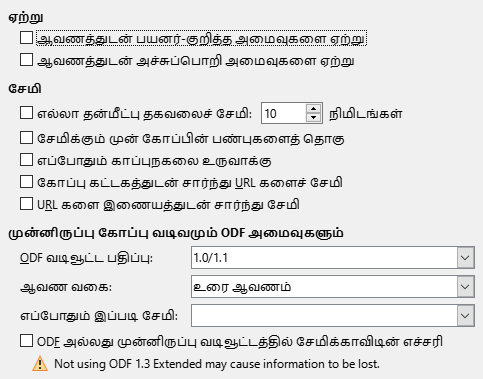 ஏற்று
ஆவணத்துடன் பயனர்-குறித்த அமைவுகளை ஏற்று
ஆவணத்துடன் அச்சுப்பொறி அமைவுகளை ஏற்று
சேமி
எல்லா தன்மீட்பு தகவலைச் சேமி: 10 நிமிடங்கள்
சேமிக்கும் முன் கோப்பின் பண்புகளைத் தொகு
எப்போதும் காப்புநகலை உருவாக்கு
கோப்பு கட்டகத்துடன் சார்ந்து URL களைச் சேமி
URL களை இணையத்துடன் சார்ந்து சேமி
முன்னிருப்பு கோப்பு வடிவமும் ODF அமைவுகளும்
ODF வடிவூட்ட பதிப்பு: 1.0/1.1
ஆவண வகை: உரை ஆவணம்
எப்போதும் இப்படி சேமி:
ODF அல்லது முன்னிருப்பு வடிவூட்டத்தில் சேமிக்காவிடின் எச்சரி
Not using ODF 1.3 Extended may cause information to be lost.